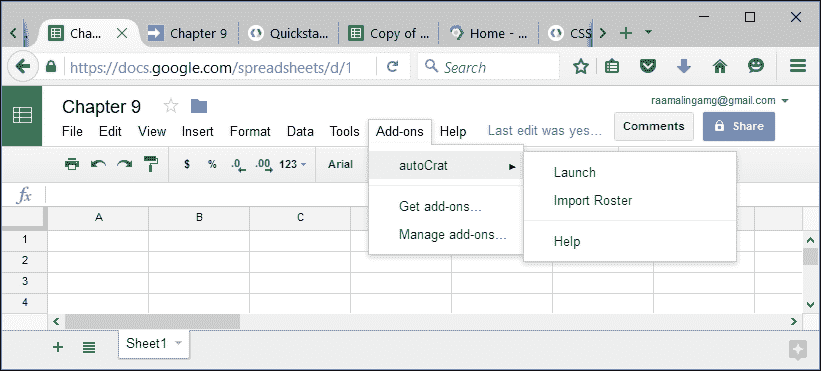 Cha... Chapter 9 Quicksta... Copy of ... Home - ... CSS
https://docs.google.com/spreadsheets/d/1 Search
raamalingamg@gmail.com
Chapter 9
Comments Share
File Edit View Insert Format Data Tools Add-ons Help Last edit was yes...
$ % .0 .00 123 Arial
autoCrat
Launch
Import Roster
Help
Get add-ons...
Manage add-ons...
fx
A B C
1
2
3
4
Sheet1